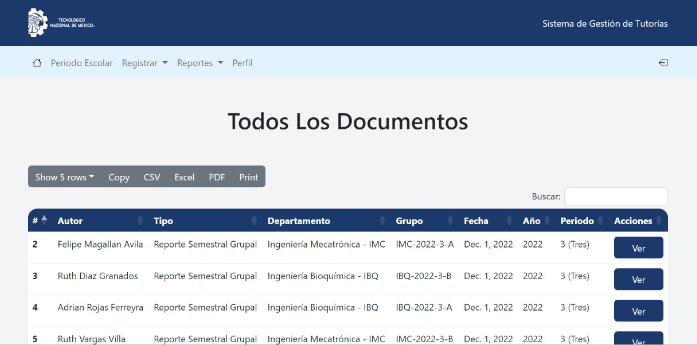 TECNOLÓGICO
NACIONAL DE MÉXICO®
Sistema de Gestión de Tutorías
Periodo Escolar Registrar Reportes Perfil
Todos Los Documentos
Show 5 rows Copy CSV Excel PDF Print
Buscar:
# Autor Tipo Departamento Grupo Fecha Año Periodo Acciones
2 Felipe Magallan Avila Reporte Semestral Grupal Ingeniería Mecatrónica - IMC IMC-2022-3-A Dec. 1, 2022 2022 3 (Tres) Ver
3 Ruth Diaz Granados Reporte Semestral Grupal Ingeniería Bioquímica - IBQ IBQ-2022-3-B Dec. 1, 2022 2022 3 (Tres) Ver
4 Adrian Rojas Ferreyra Reporte Semestral Grupal Ingeniería Bioquímica - IBQ IBQ-2022-3-A Dec. 1, 2022 2022 3 (Tres) Ver
5 Ruth Vargas Villa Reporte Semestral Grupal Ingeniería Mecatrónica - IMC IMC-2022-3-B Dec. 1, 2022 2022 3 (Tres) Ver